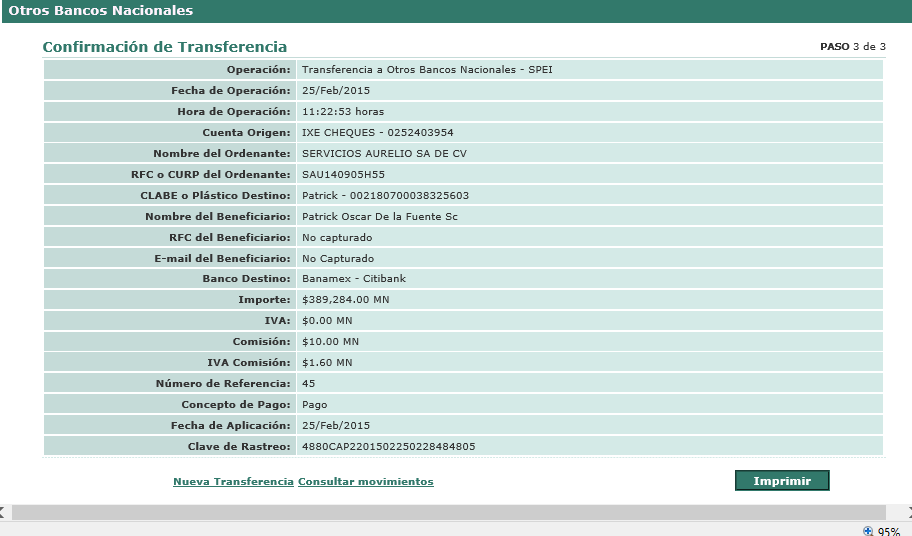 Otros Bancos Nacionales
Confirmación de Transferencia PASO 3 de 3
Operación: Transferencia a Otros Bancos Nacionales - SPEI
Fecha de Operación: 25/Feb/2015
Hora de Operación: 11:22:53 horas
Cuenta Origen: IXE CHEQUES - 0252403954
Nombre del Ordenante: SERVICIOS AURELIO SA DE CV
RFC o CURP del Ordenante: SAU140905H55
CLABE o Plástico Destino: Patrick - 002180700038325603
Nombre del Beneficiario: Patrick Oscar De la Fuente Sc
RFC del Beneficiario: No capturado
E-mail del Beneficiario: No Capturado
Banco Destino: Banamex - Citibank
Importe: $389,284.00 MN
IVA: $0.00 MN
Comisión: $10.00 MN
IVA Comisión: $1.60 MN
Número de Referencia: 45
Concepto de Pago: Pago
Fecha de Aplicación: 25/Feb/2015
Clave de Rastreo: 4880CAP2201502250228484805
Nueva Transferencia Consultar movimientos Imprimir
95%